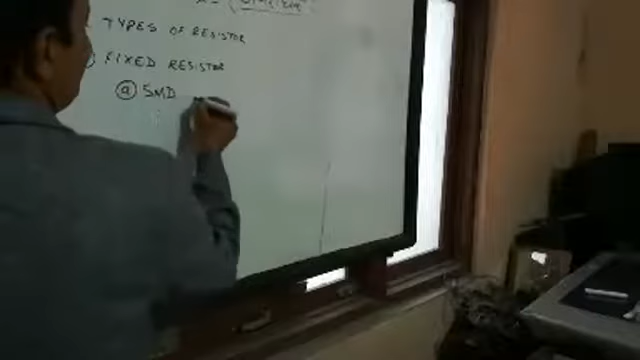 TYPES OF RESISTOR
FIXED RESISTOR
a SMD